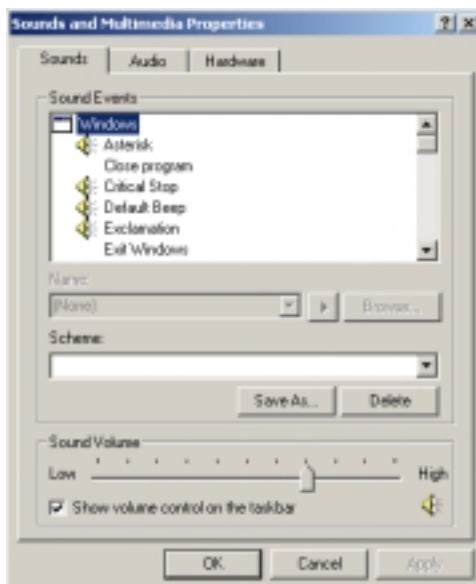 Sounds and Multimedia Properties
Sounds Audio Hardware
Sound Events
Windows
Asterisk
Close program
Critical Stop
Default Beep
Exclamation
Exit Windows
Name:
(None) Browse...
Scheme:
Save As... Delete
Sound Volume
Low High
Show volume control on the taskbar
OK Cancel Apply